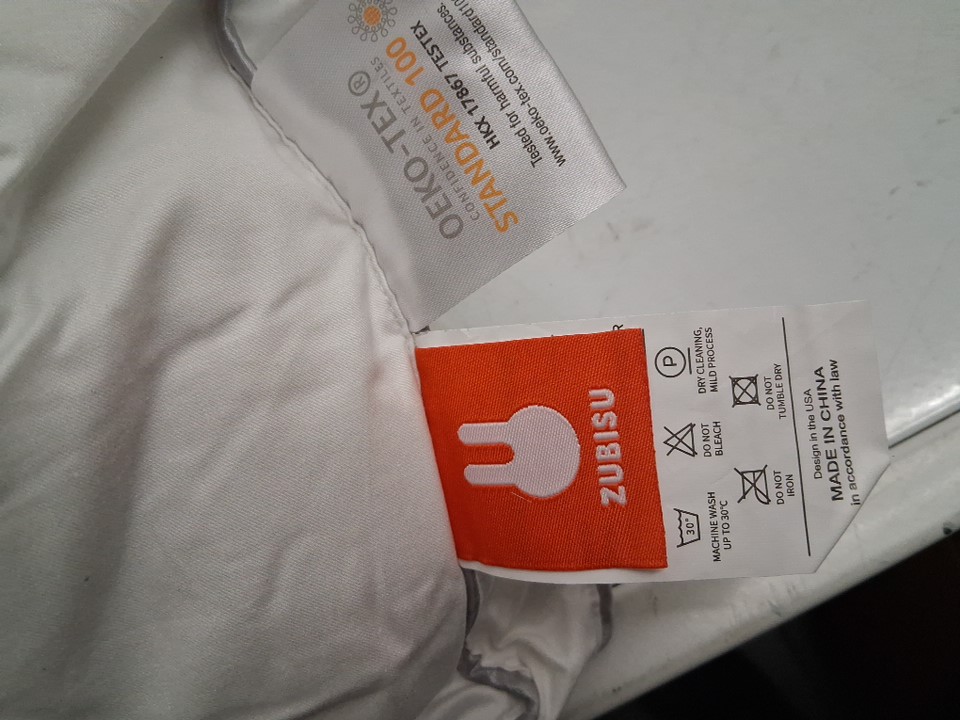 OEKO-TEX®
CONFIDENCE IN TEXTILES
STANDARD 100
HKX 17867 TESTEX
Tested for harmful substances.
www.oeko-tex.com/standard100
ZUBISU
R
30°
MACHINE WASH
UP TO 30°C
DO NOT
BLEACH
P
DRY CLEANING,
MILD PROCESS
DO NOT
IRON
DO NOT
TUMBLE DRY
Design in the USA
MADE IN CHINA
in accordance with law